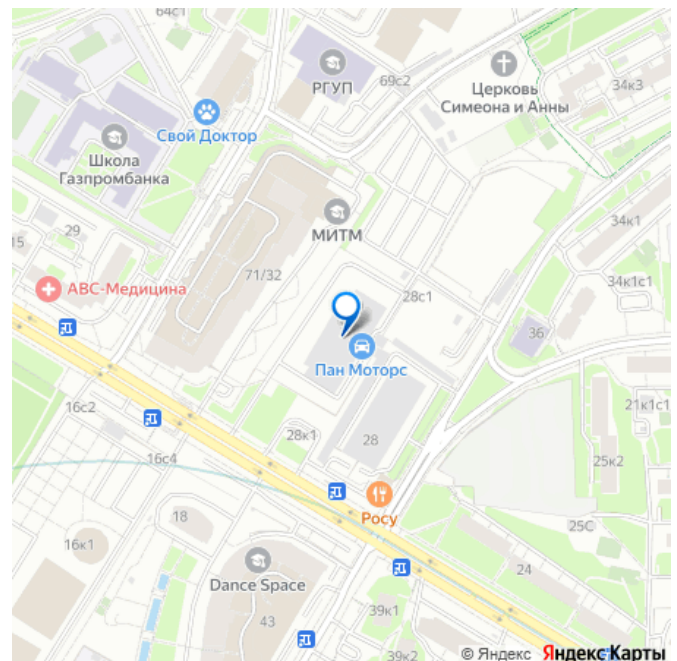 64с1
РГУП
69с2
Церковь
Симеона и Анны
34к3
Свой Доктор
Школа
Газпромбанка
34к1
15
29
МИТМ
71/32
34к1с1
АВС-Медицина
28с1
36
Пан Моторс
16с2
21к1с1
28к1
28
25к2
16с4
Росу
18
25С
16к1
24
Dance Space
43
39к1
39к2
© Яндекс Яндекс Карты